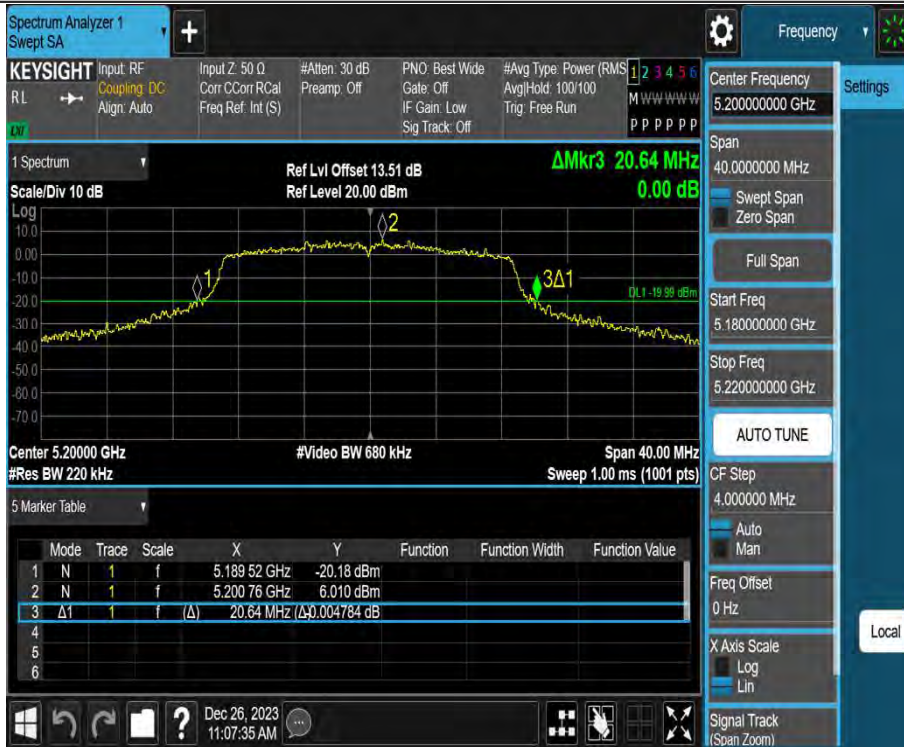 Spectrum Analyzer 1
Swept SA
+
Frequency
KEYSIGHT
RL
LXI
Input: RF
Coupling: DC
Align: Auto
Input Z: 50 Ω
Corr CCorr RCal
Freq Ref: Int (S)
#Atten: 30 dB
Preamp: Off
PNO: Best Wide
Gate: Off
IF Gain: Low
Sig Track: Off
#Avg Type: Power (RMS
Avg|Hold: 100/100
Trig: Free Run
1 2 3 4 5 6
M W W W W W
P P P P P P
1 Spectrum
Scale/Div 10 dB
Ref Lvl Offset 13.51 dB
Ref Level 20.00 dBm
ΔMkr3 20.64 MHz
0.00 dB
Log
10.0
0.00
-10.0
-20.0
-30.0
-40.0
-50.0
-60.0
-70.0
1
2
3Δ1
DL1 -19.99 dBm
Center 5.20000 GHz
#Video BW 680 kHz
Span 40.00 MHz
#Res BW 220 kHz
Sweep 1.00 ms (1001 pts)
5 Marker Table
Mode Trace Scale X Y Function Function Width Function Value
1 N 1 f 5.189 52 GHz -20.18 dBm
2 N 1 f 5.200 76 GHz 6.010 dBm
3 Δ1 1 f (Δ) 20.64 MHz (Δ) 0.004784 dB
4
5
6
?
Dec 26, 2023
11:07:35 AM
Center Frequency
5.200000000 GHz
Span
40.0000000 MHz
Swept Span
Zero Span
Full Span
Start Freq
5.180000000 GHz
Stop Freq
5.220000000 GHz
AUTO TUNE
CF Step
4.000000 MHz
Auto
Man
Freq Offset
0 Hz
X Axis Scale
Log
Lin
Signal Track
(Span Zoom)
Settings
Local